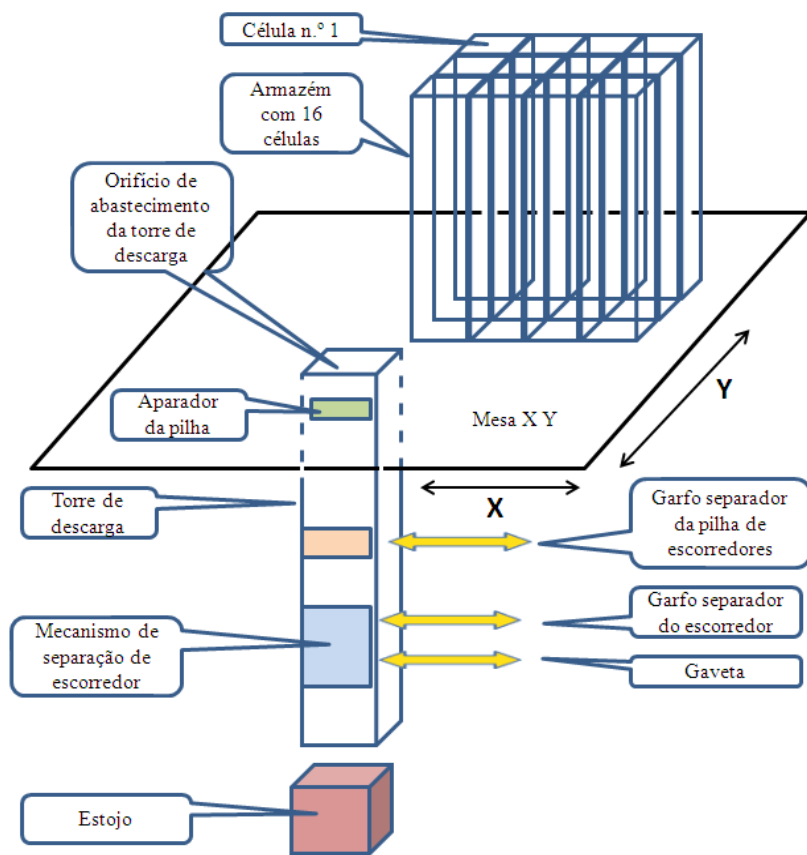 Célula n.º 1
Armazém
com 16
células
Orifício de
abastecimento
da torre de
descarga
Aparador
da pilha
Mesa X Y
Y
X
Torre de
descarga
Garfo separador
da pilha de
escorredores
Mecanismo de
separação de
escorredor
Garfo separador
do escorredor
Gaveta
Estojo